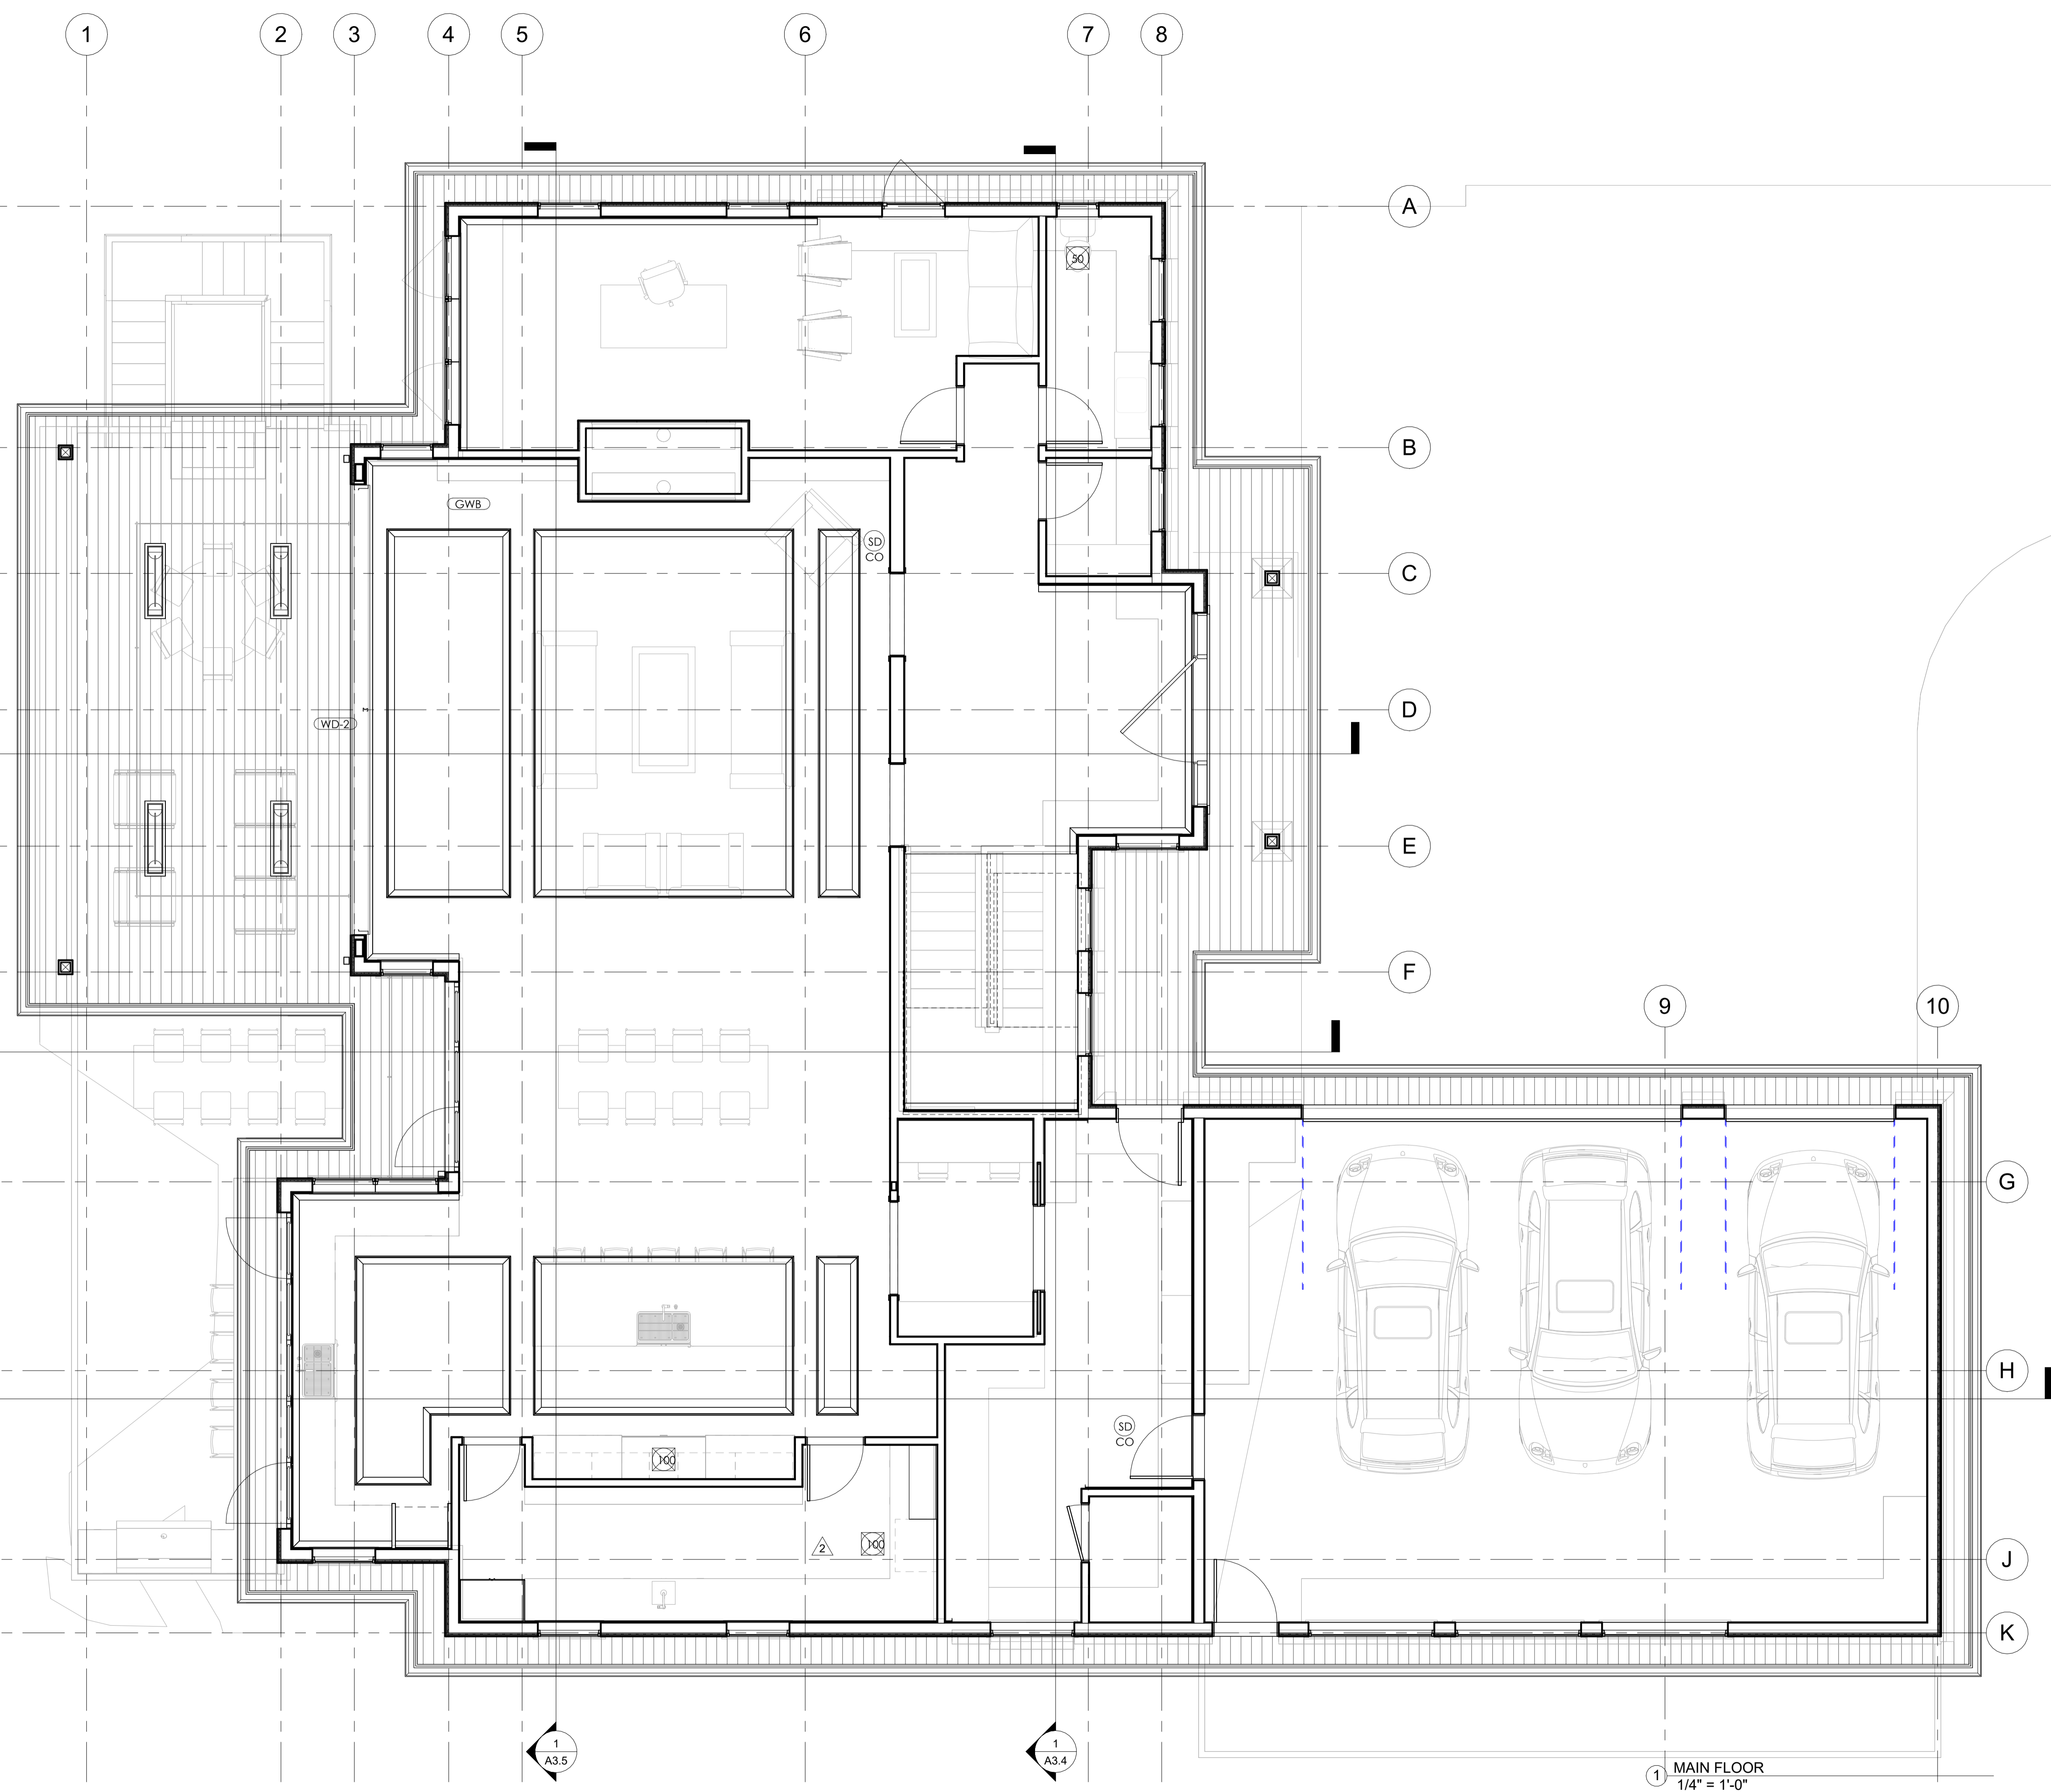 1 2 3 4 5 6 7 8
A
50
B
GWB
SD
CO
C
D
WD-2
E
F
9 10
G
H
SD
CO
100
2
100
J
K
1
A3.5
1
A3.4
1 MAIN FLOOR
1/4" = 1'-0"